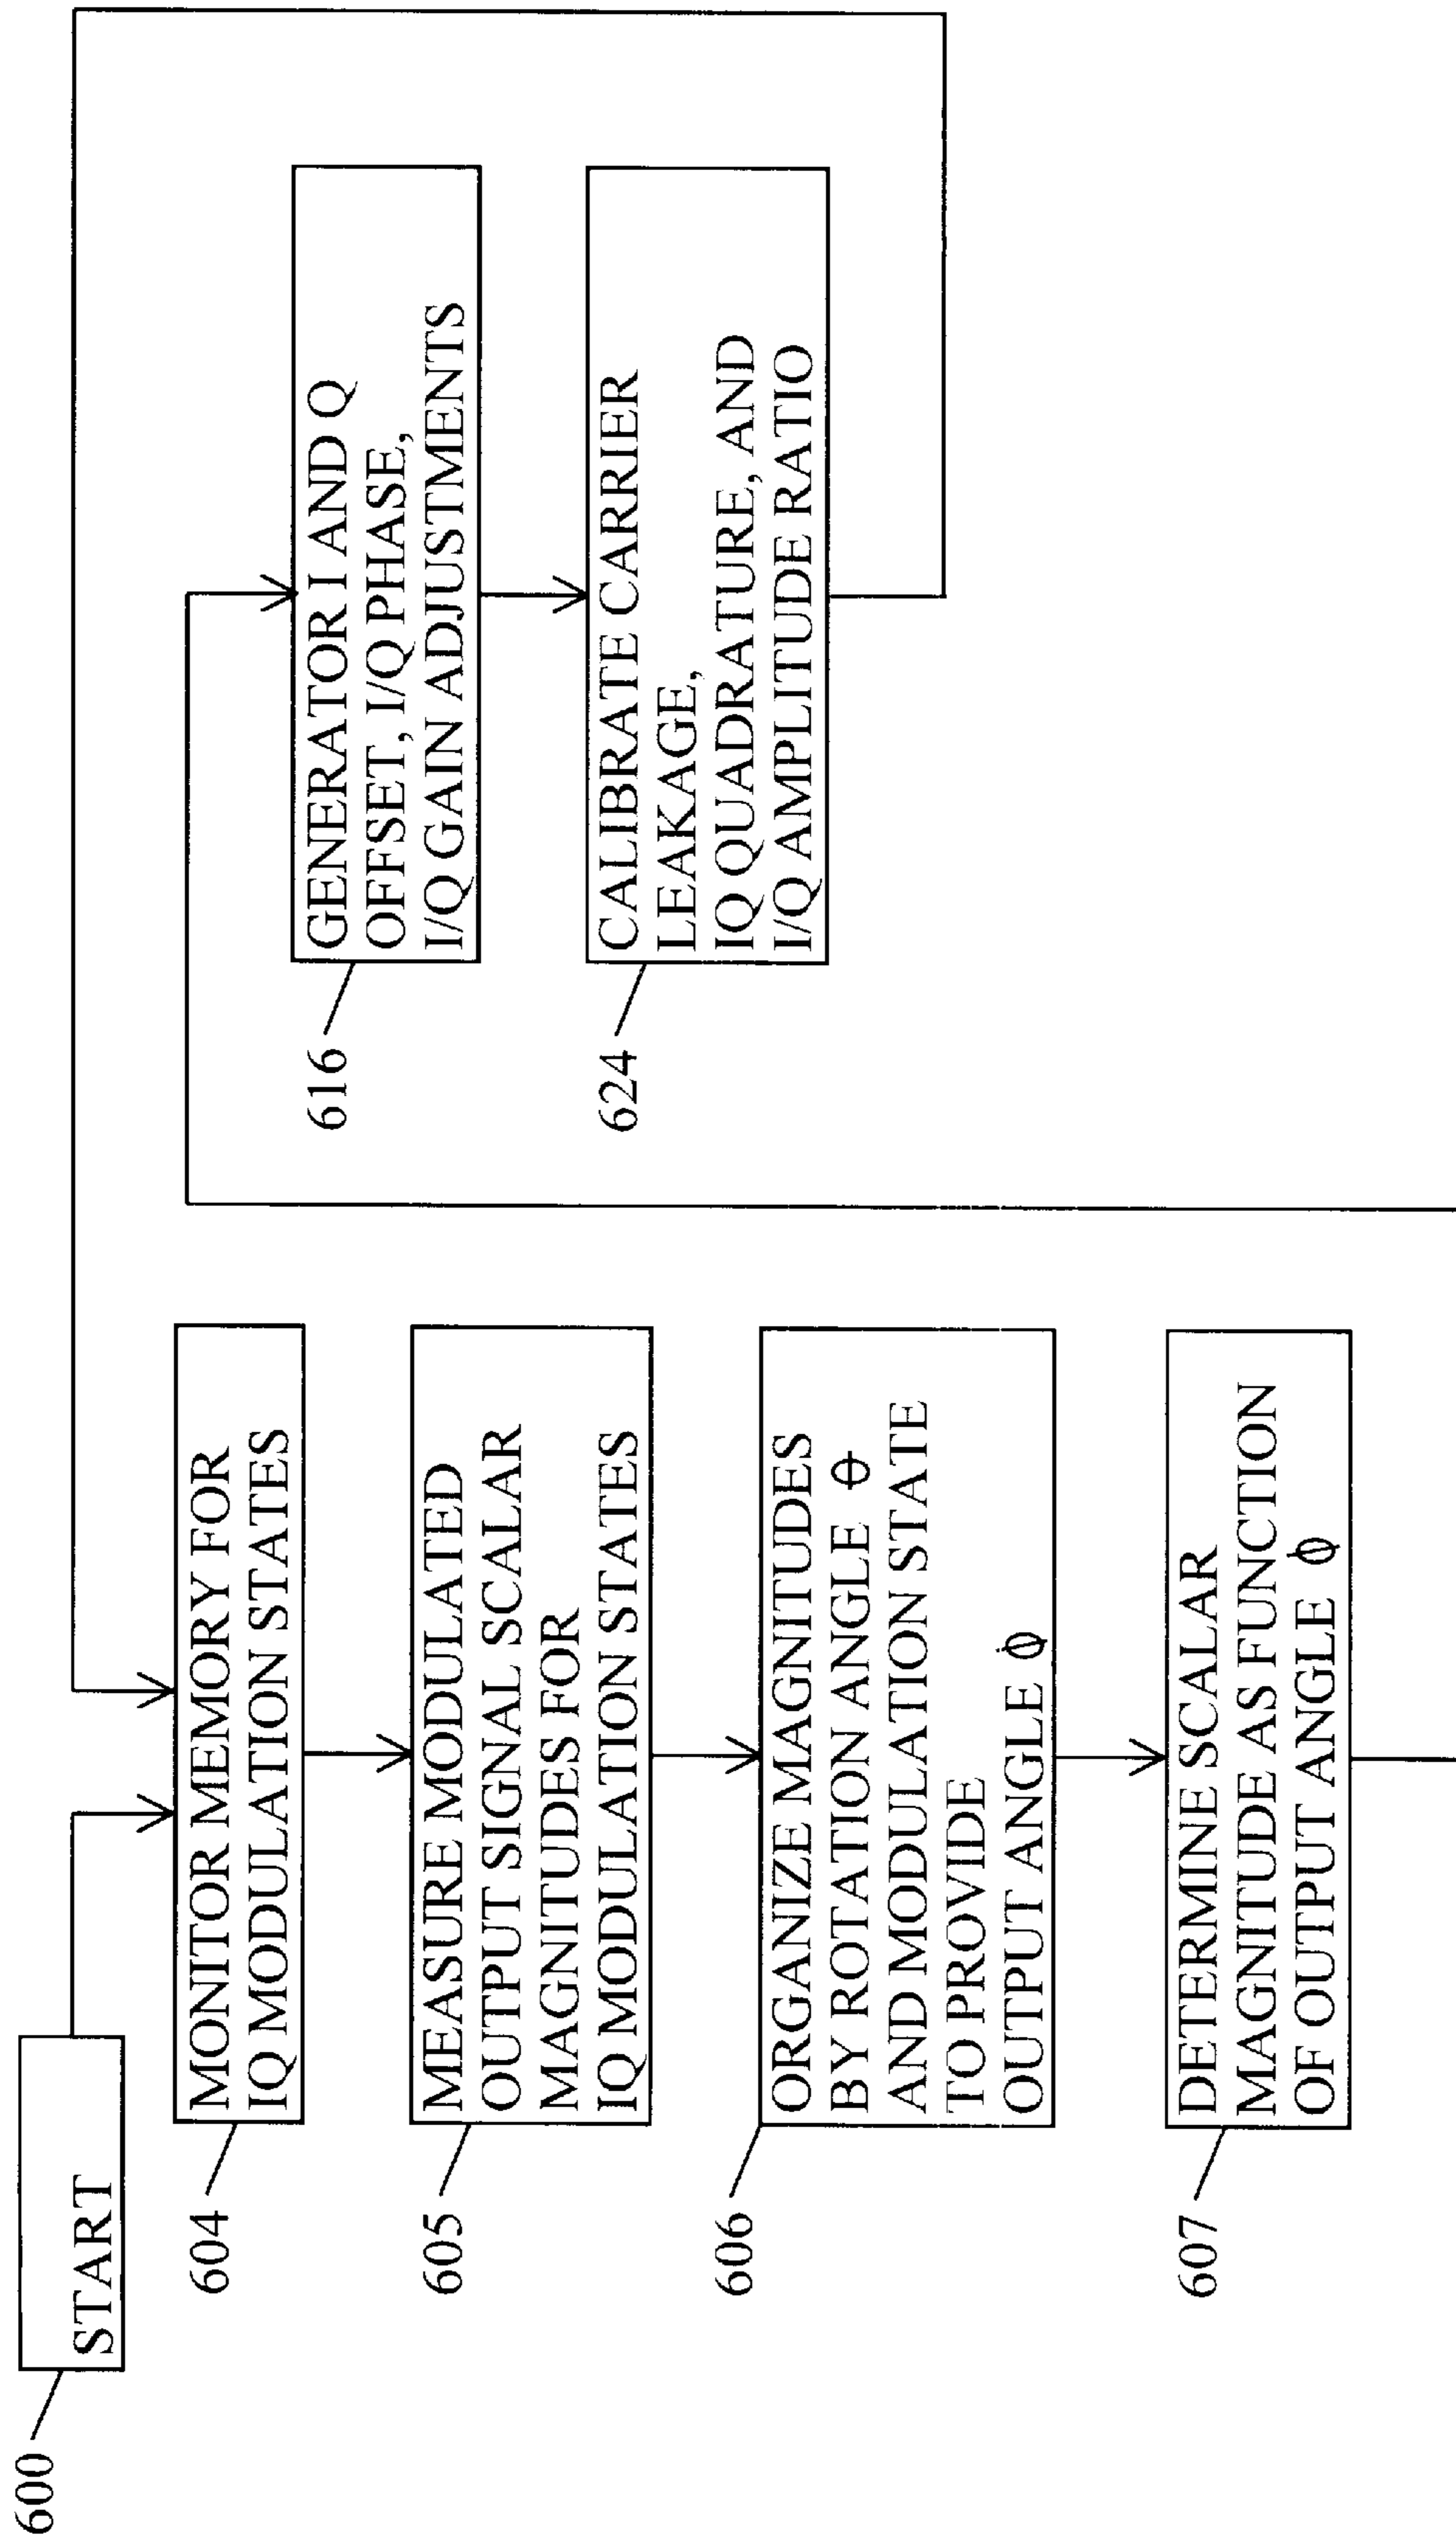 600
START
604
MONITOR MEMORY FOR
IQ MODULATION STATES
605
MEASURE MODULATED
OUTPUT SIGNAL SCALAR
MAGNITUDES FOR
IQ MODULATION STATES
606
ORGANIZE MAGNITUDES
BY ROTATION ANGLE θ
AND MODULATION STATE
TO PROVIDE
OUTPUT ANGLE ϕ
607
DETERMINE SCALAR
MAGNITUDE AS FUNCTION
OF OUTPUT ANGLE ϕ
616
GENERATOR I AND Q
OFFSET, I/Q PHASE,
I/Q GAIN ADJUSTMENTS
624
CALIBRATE CARRIER
LEAKAGE,
IQ QUADRATURE, AND
I/Q AMPLITUDE RATIO